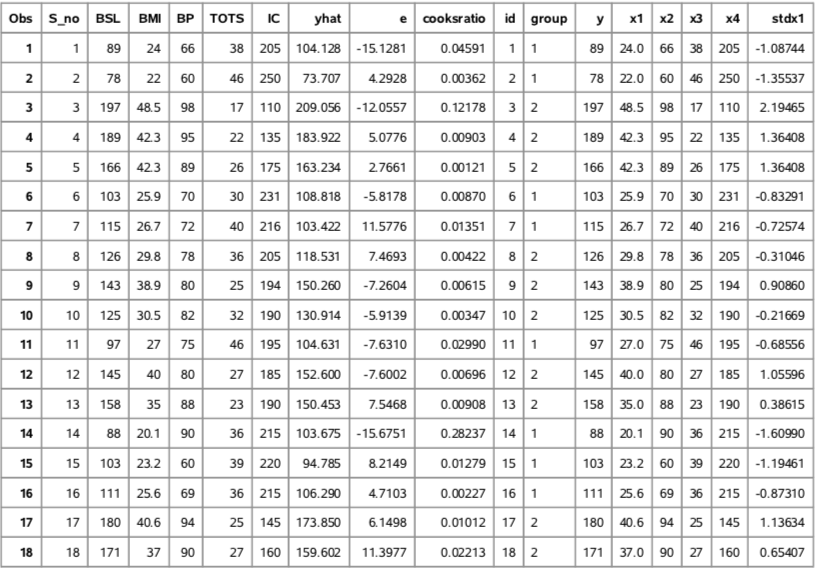 Obs S_no BSL BMI BP TOTS IC yhat e cooksratio id group y x1 x2 x3 x4 stdx1
1 1 89 24 66 38 205 104.128 -15.1281 0.04591 1 1 89 24.0 66 38 205 -1.08744
2 2 78 22 60 46 250 73.707 4.2928 0.00362 2 1 78 22.0 60 46 250 -1.35537
3 3 197 48.5 98 17 110 209.056 -12.0557 0.12178 3 2 197 48.5 98 17 110 2.19465
4 4 189 42.3 95 22 135 183.922 5.0776 0.00903 4 2 189 42.3 95 22 135 1.36408
5 5 166 42.3 89 26 175 163.234 2.7661 0.00121 5 2 166 42.3 89 26 175 1.36408
6 6 103 25.9 70 30 231 108.818 -5.8178 0.00870 6 1 103 25.9 70 30 231 -0.83291
7 7 115 26.7 72 40 216 103.422 11.5776 0.01351 7 1 115 26.7 72 40 216 -0.72574
8 8 126 29.8 78 36 205 118.531 7.4693 0.00422 8 2 126 29.8 78 36 205 -0.31046
9 9 143 38.9 80 25 194 150.260 -7.2604 0.00615 9 2 143 38.9 80 25 194 0.90860
10 10 125 30.5 82 32 190 130.914 -5.9139 0.00347 10 2 125 30.5 82 32 190 -0.21669
11 11 97 27 75 46 195 104.631 -7.6310 0.02990 11 1 97 27.0 75 46 195 -0.68556
12 12 145 40 80 27 185 152.600 -7.6002 0.00696 12 2 145 40.0 80 27 185 1.05596
13 13 158 35 88 23 190 150.453 7.5468 0.00908 13 2 158 35.0 88 23 190 0.38615
14 14 88 20.1 90 36 215 103.675 -15.6751 0.28237 14 1 88 20.1 90 36 215 -1.60990
15 15 103 23.2 60 39 220 94.785 8.2149 0.01279 15 1 103 23.2 60 39 220 -1.19461
16 16 111 25.6 69 36 215 106.290 4.7103 0.00227 16 1 111 25.6 69 36 215 -0.87310
17 17 180 40.6 94 25 145 173.850 6.1498 0.01012 17 2 180 40.6 94 25 145 1.13634
18 18 171 37 90 27 160 159.602 11.3977 0.02213 18 2 171 37.0 90 27 160 0.65407